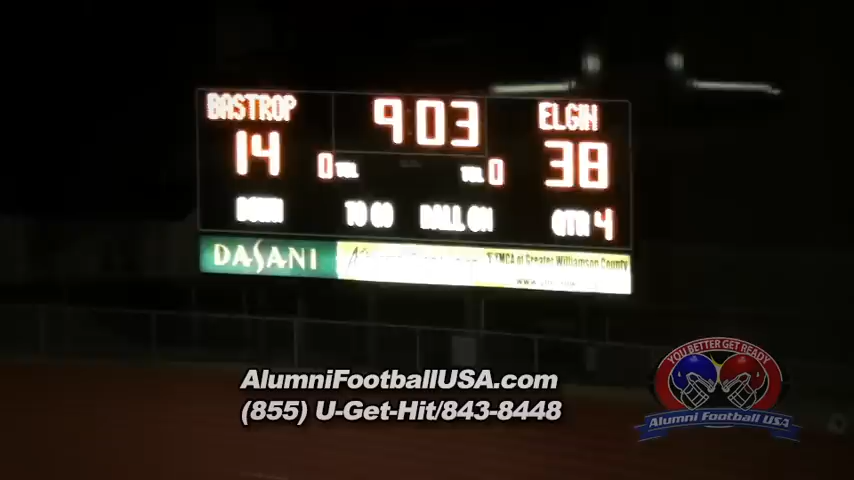 BASTROP 9 03 ELGIN
14 0 TOL TOL 0 38
DOWN TO GO BALL ON QTR 4
DASANI
YMCA of Greater Williamson County
AlumniFootballUSA.com
(855) U-Get-Hit/843-8448
YOU BETTER GET READY
Alumni Football USA